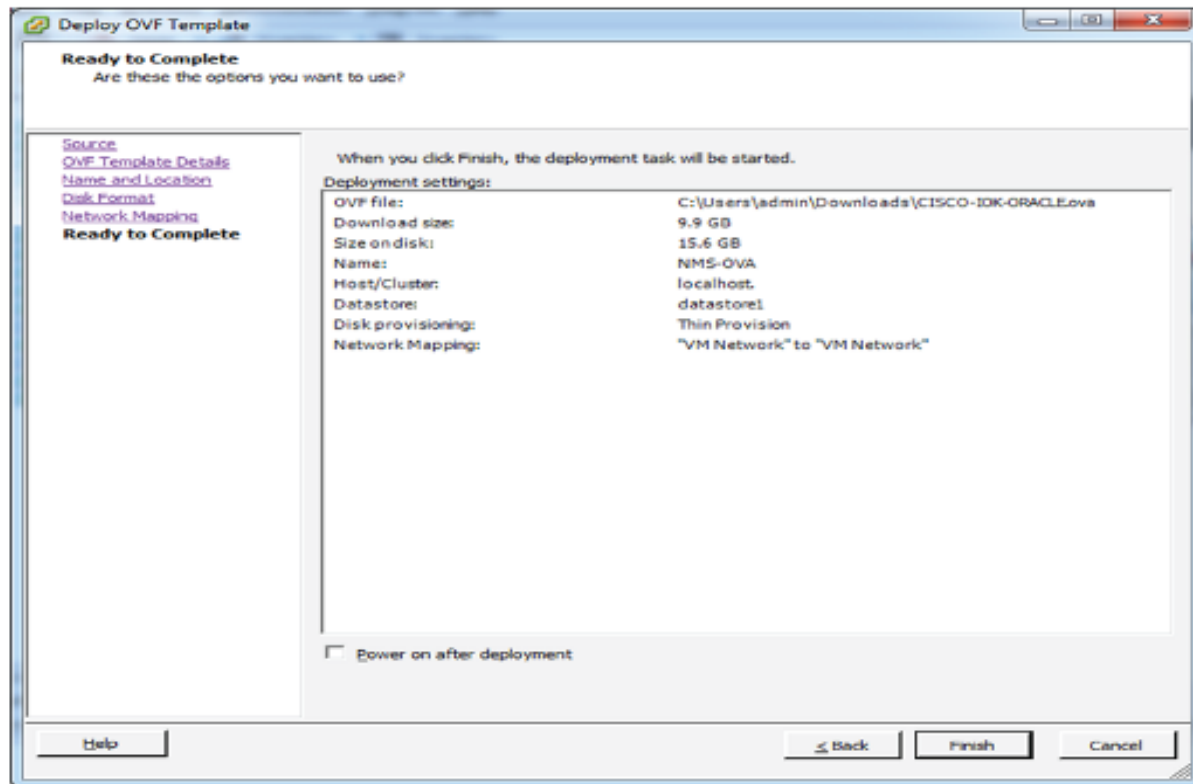 Deploy OVF Template
Ready to Complete
Are these the options you want to use?
Source
OVF Template Details
Name and Location
Disk Format
Network Mapping
Ready to Complete
When you click Finish, the deployment task will be started.
Deployment settings:
OVF file: C:\Users\admin\Downloads\CISCO-IOK-ORACLE.ova
Download size: 9.9 GB
Size on disk: 15.6 GB
Name: NMS-OVA
Host/Cluster: localhost.
Datastore: datastore1
Disk provisioning: Thin Provision
Network Mapping: "VM Network" to "VM Network"
Power on after deployment
Help
< Back
Finish
Cancel